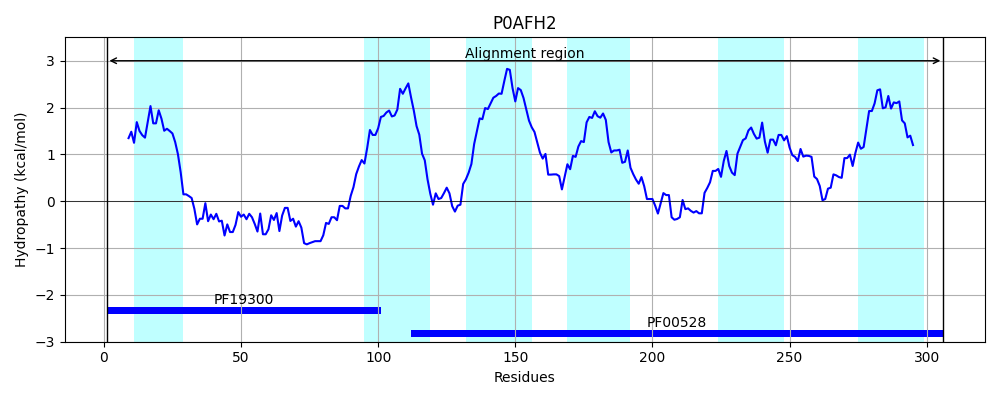 P0AFH2
Alignment region
Hydropathy (kcal/mol)
3
2
1
0
−1
−2
−3
PF19300
PF00528
0
50
100
150
200
250
300
Residues